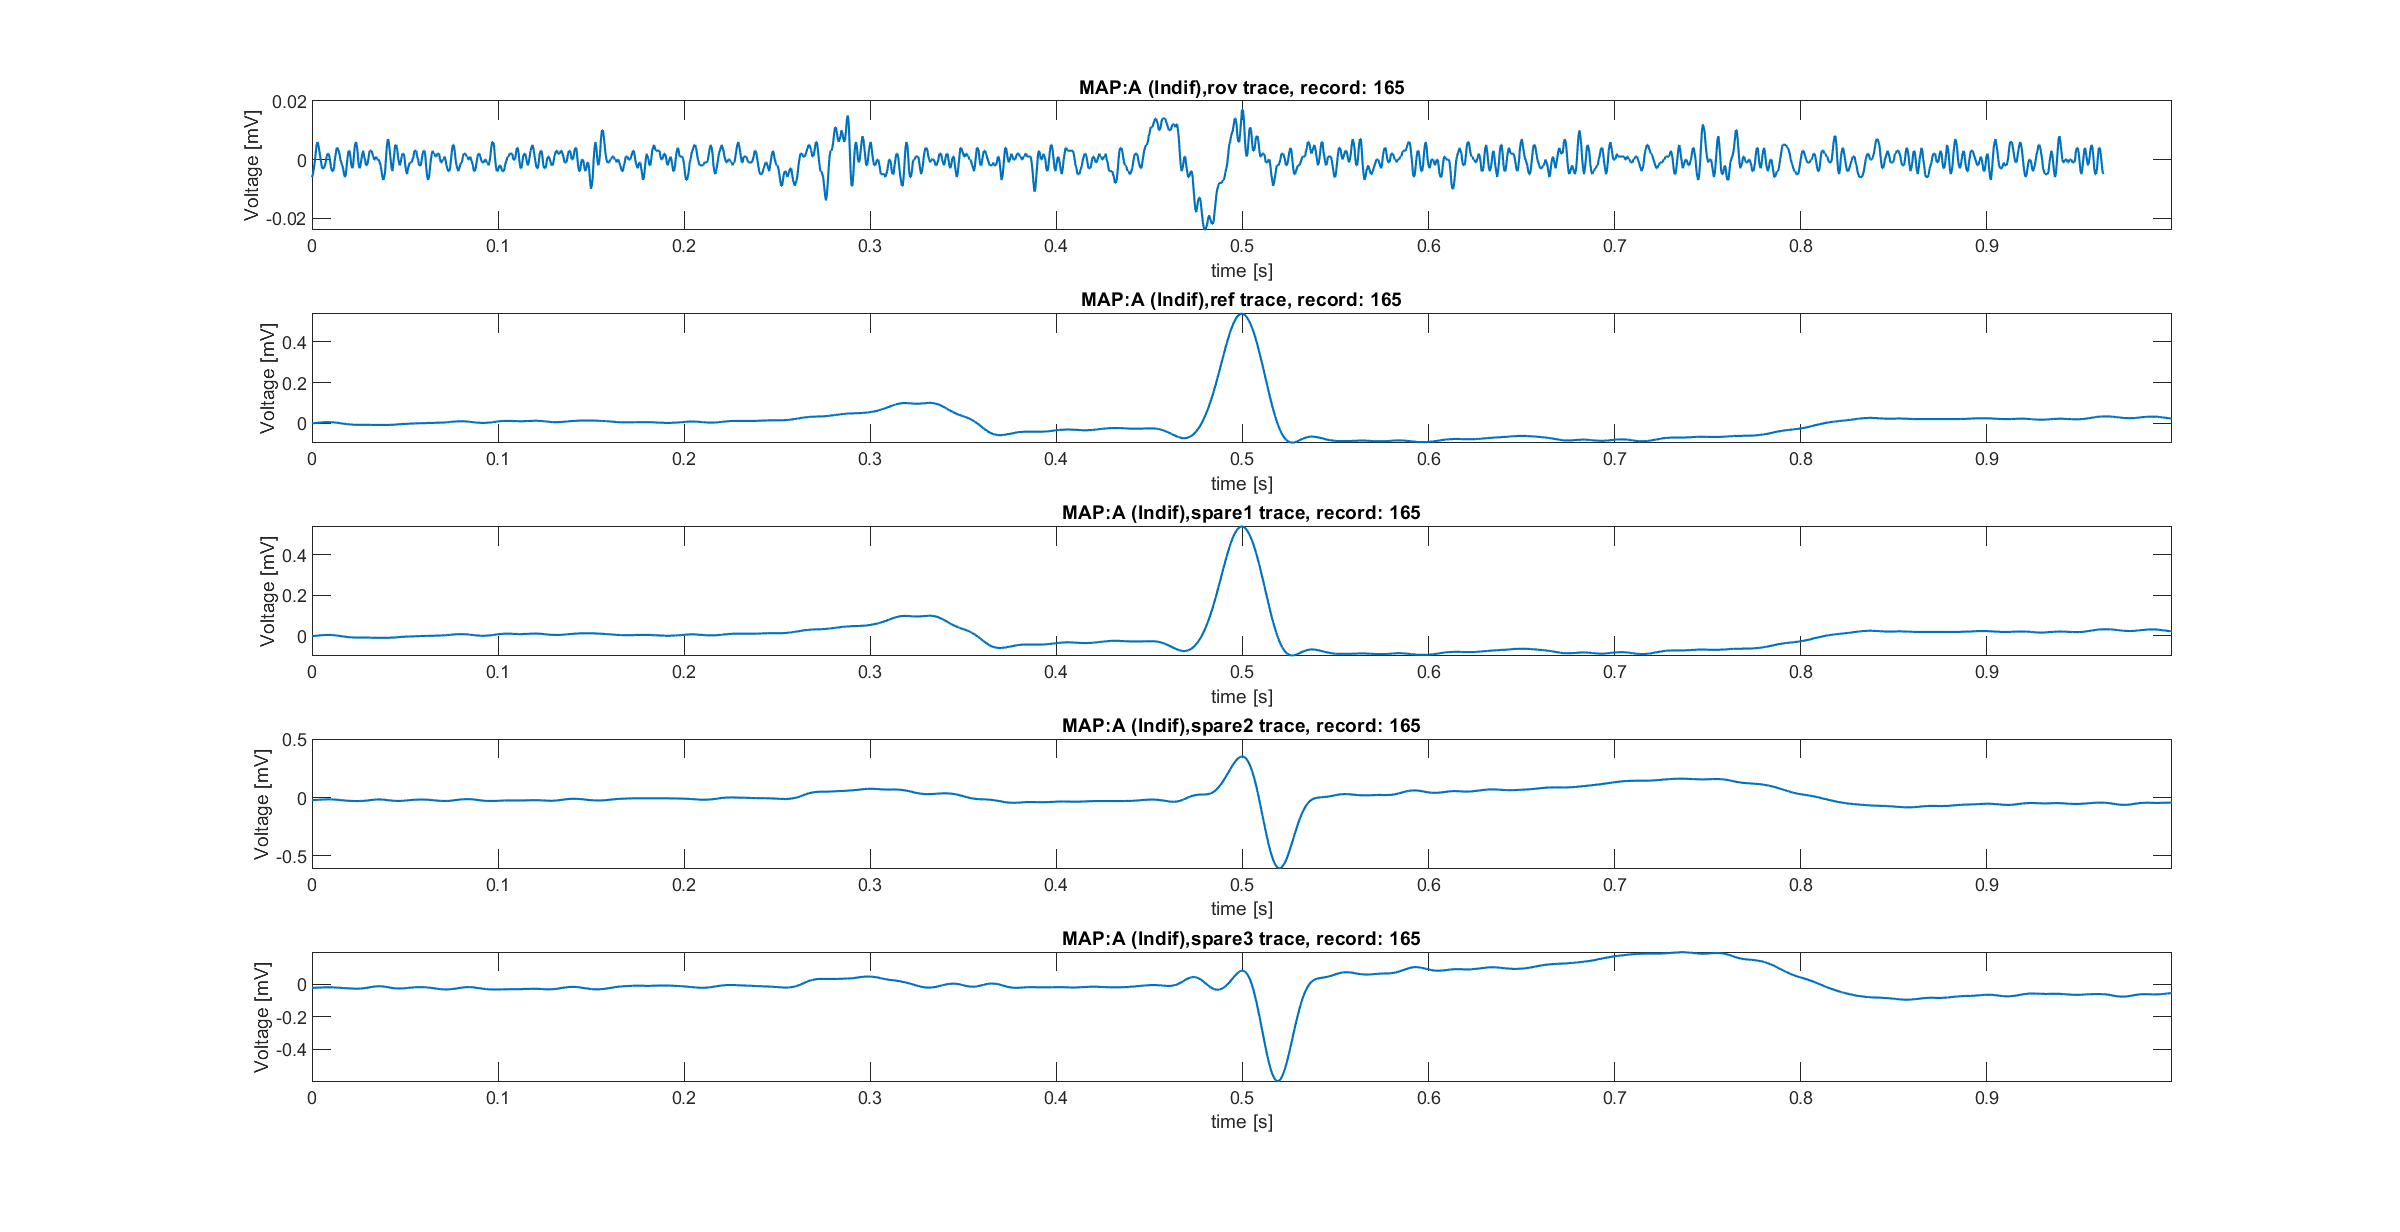 MAP:A (Indif),rov trace, record: 165
Voltage [mV]
0.02
0
-0.02
0 0.1 0.2 0.3 0.4 0.5 0.6 0.7 0.8 0.9
time [s]
MAP:A (Indif),ref trace, record: 165
Voltage [mV]
0.4
0.2
0
0 0.1 0.2 0.3 0.4 0.5 0.6 0.7 0.8 0.9
time [s]
MAP:A (Indif),spare1 trace, record: 165
Voltage [mV]
0.4
0.2
0
0 0.1 0.2 0.3 0.4 0.5 0.6 0.7 0.8 0.9
time [s]
MAP:A (Indif),spare2 trace, record: 165
Voltage [mV]
0.5
0
-0.5
0 0.1 0.2 0.3 0.4 0.5 0.6 0.7 0.8 0.9
time [s]
MAP:A (Indif),spare3 trace, record: 165
Voltage [mV]
0
-0.2
-0.4
0 0.1 0.2 0.3 0.4 0.5 0.6 0.7 0.8 0.9
time [s]